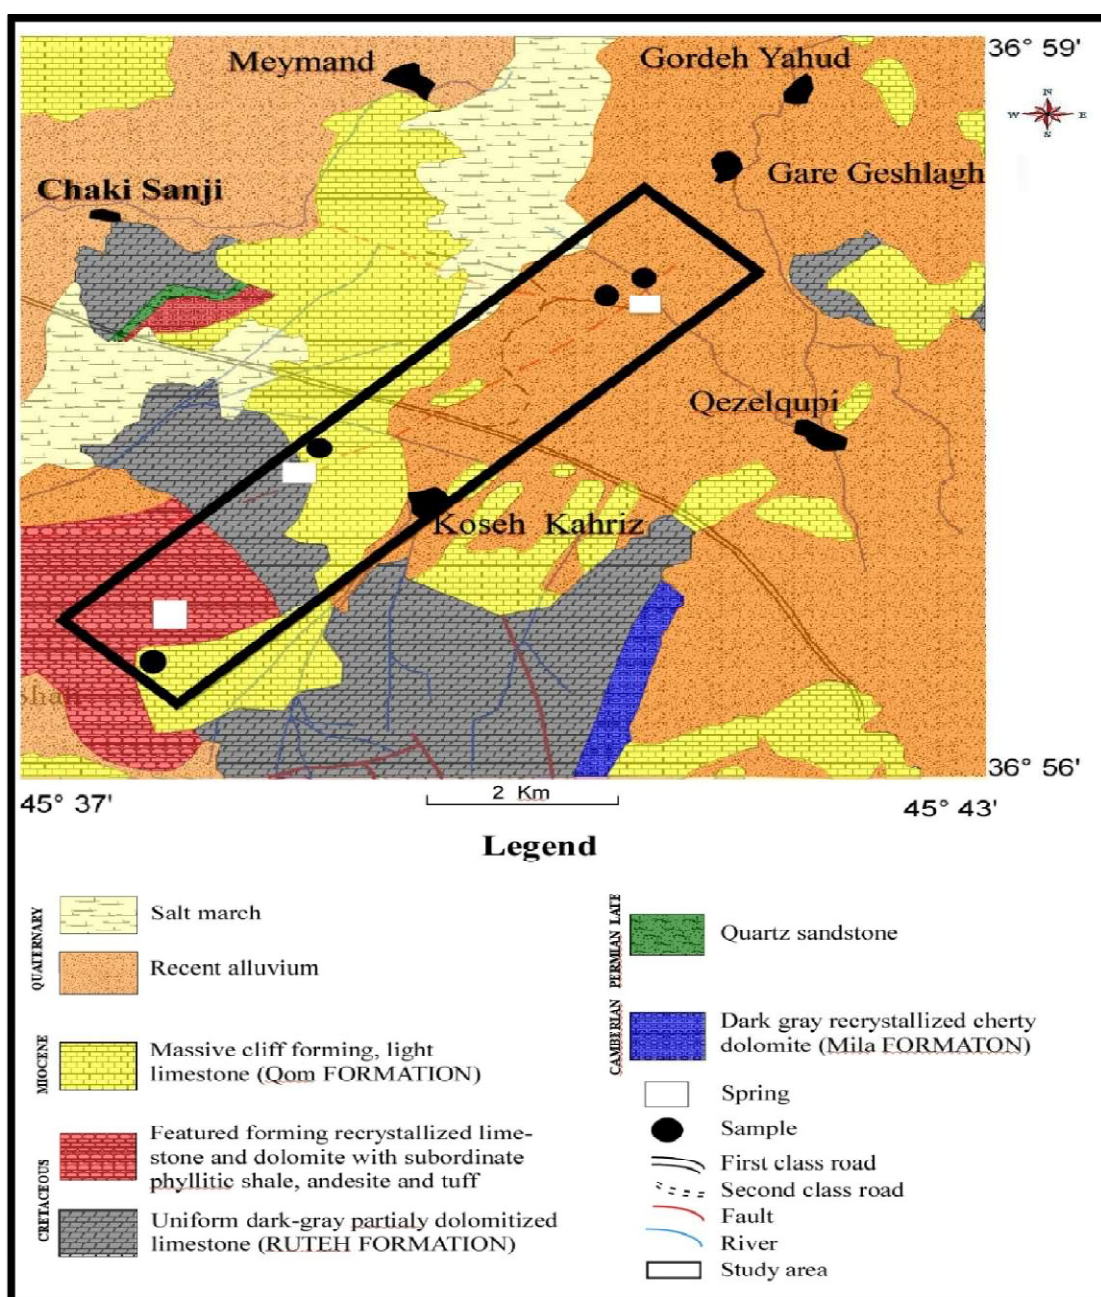 36° 59'
Meymand
Gordeh Yahud
N
W E
S
Gare Geshlagh
Chaki Sanji
Qezelqupi
Koseh Kahriz
36° 56'
45° 37'
2 Km
45° 43'
Legend
QUATERNARY
Salt march
Recent alluvium
MIOCENE
Massive cliff forming, light
limestone (Qom FORMATION)
CRETACEOUS
Featured forming recrystallized lime-
stone and dolomite with subordinate
phyllitic shale, andesite and tuff
Uniform dark-gray partialy dolomitized
limestone (RUTEH FORMATION)
PERMIAN LATE
Quartz sandstone
CAMBERIAN
Dark gray recrystallized cherty
dolomite (Mila FORMATON)
Spring
Sample
First class road
Second class road
Fault
River
Study area